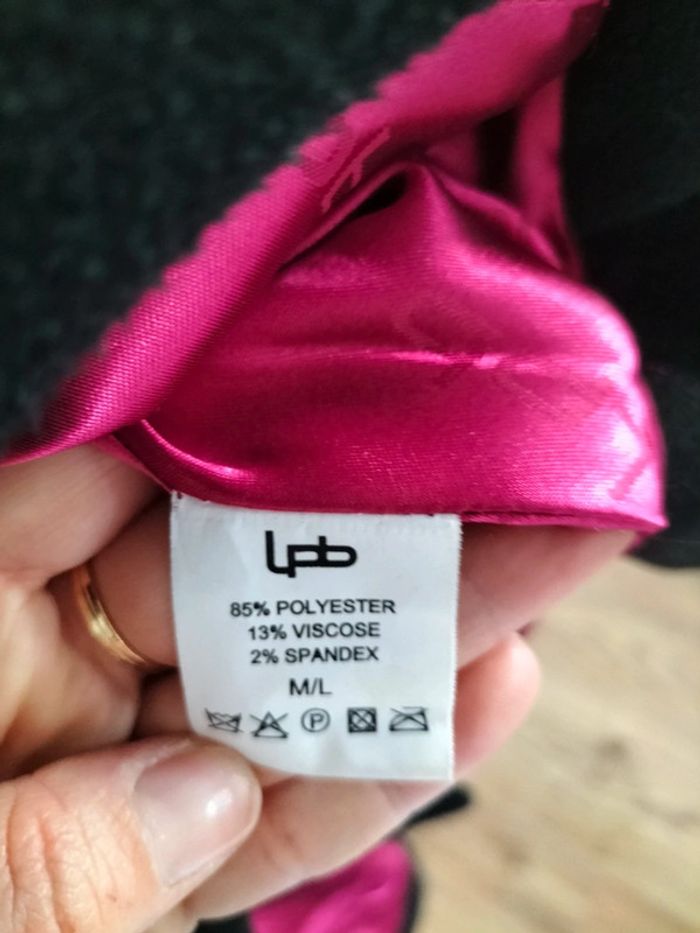 Lpb
85% POLYESTER
13% VISCOSE
2% SPANDEX
M/L
P